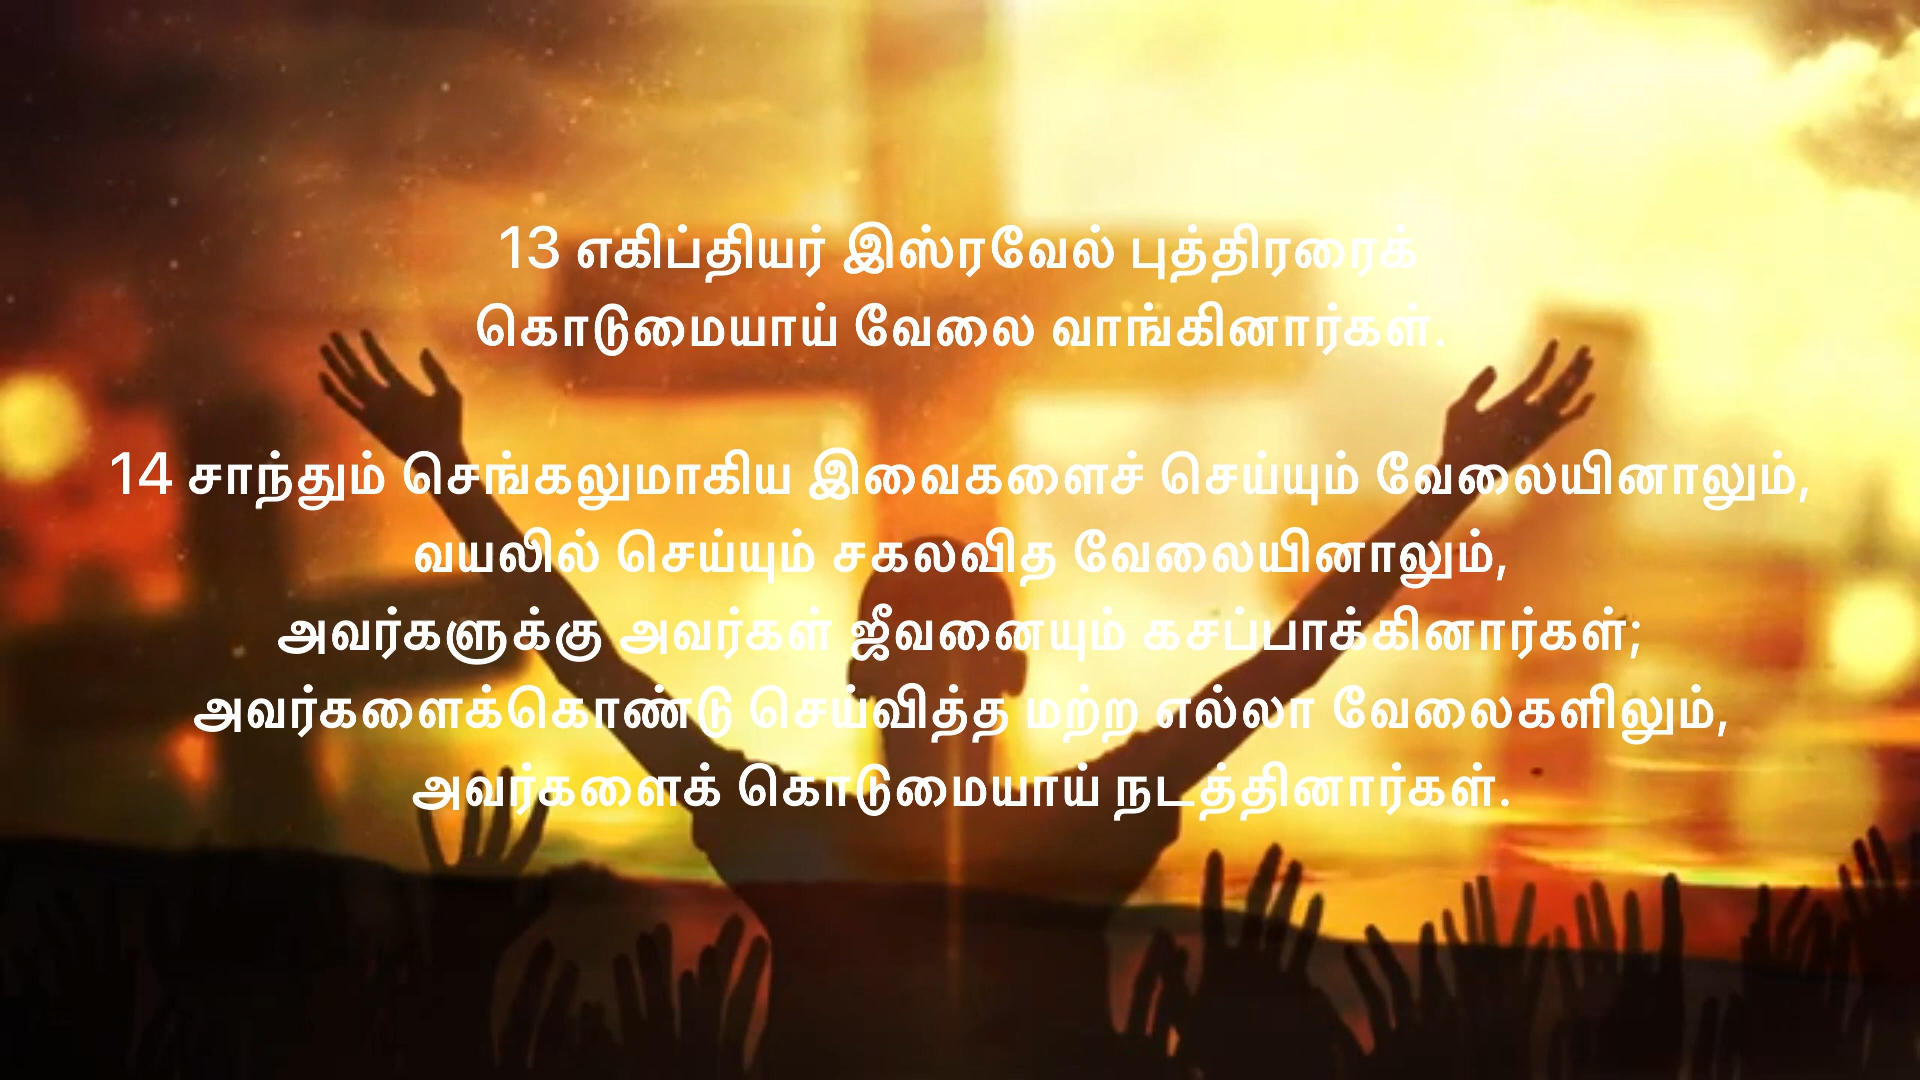 13 எகிப்தியர் இஸ்ரவேல் புத்திரரைக்
கொடுமையாய் வேலை வாங்கினார்கள்.
14 சாந்தும் செங்கலுமாகிய இவைகளைச் செய்யும் வேலையினாலும்,
வயலில் செய்யும் சகலவித வேலையினாலும்,
அவர்களுக்கு அவர்கள் ஜீவனையும் கசப்பாக்கினார்கள்;
அவர்களைக்கொண்டு செய்வித்த மற்ற எல்லா வேலைகளிலும்,
அவர்களைக் கொடுமையாய் நடத்தினார்கள்.